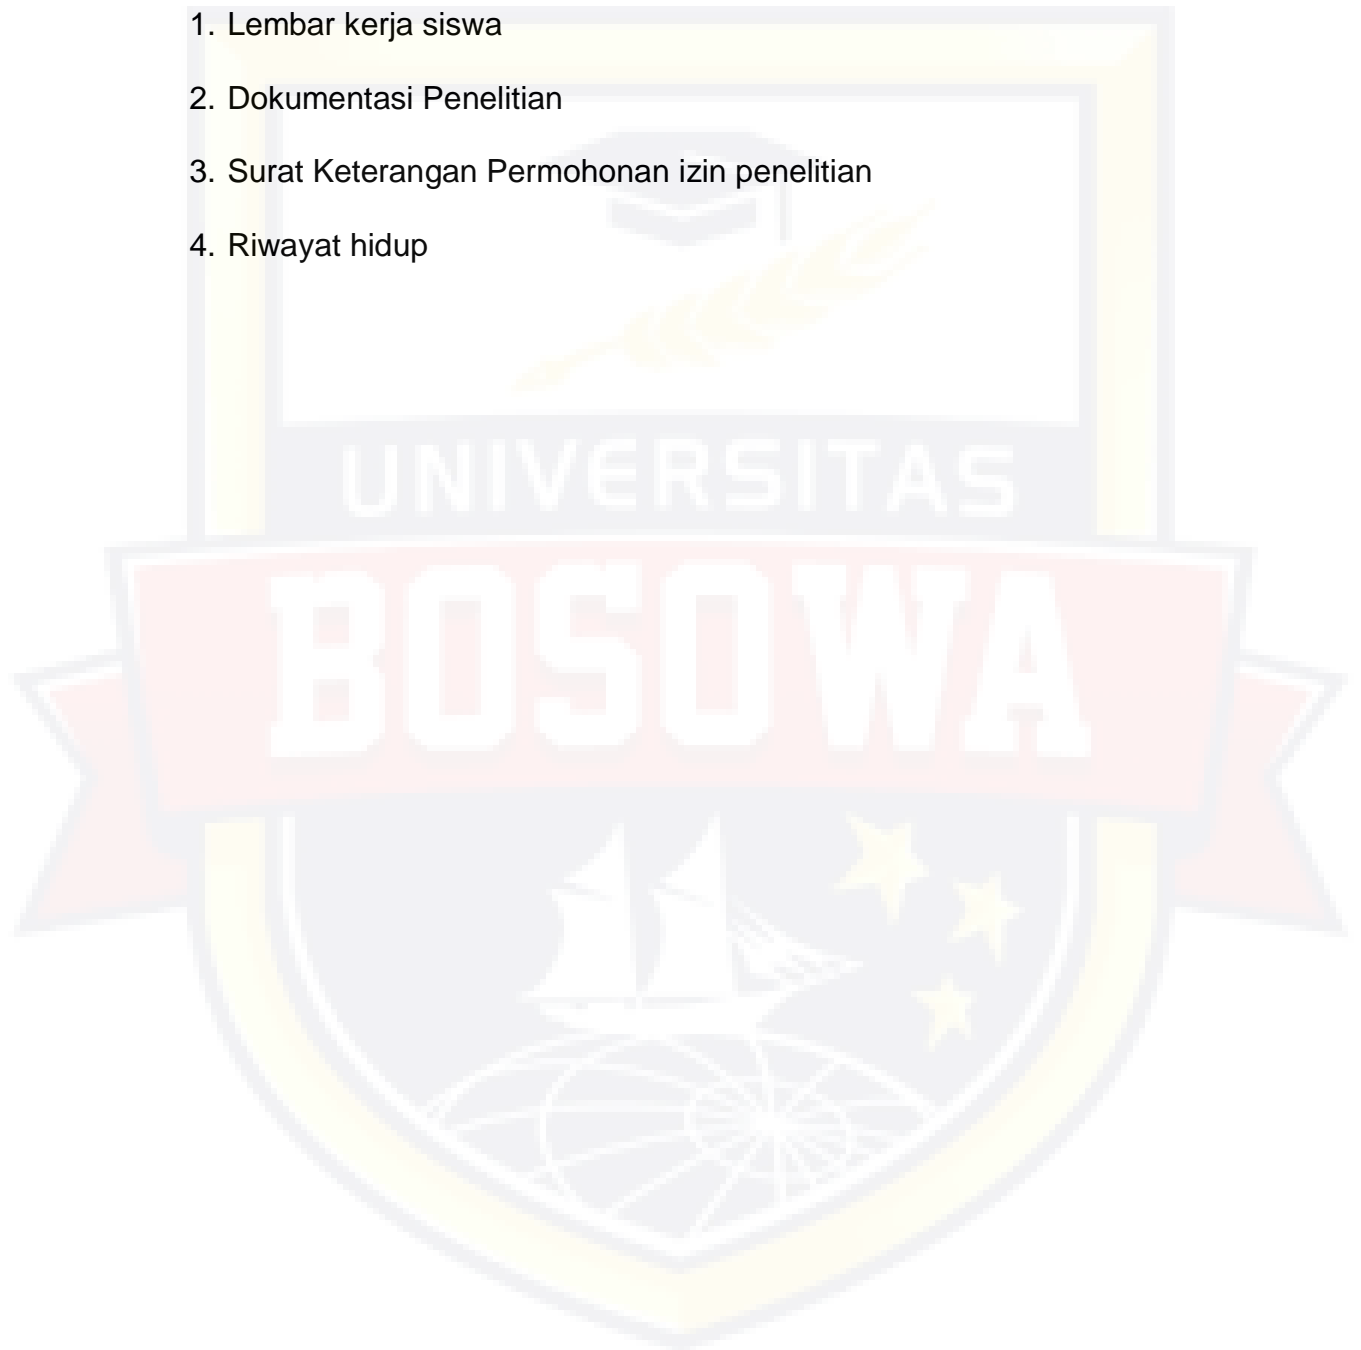 1. Lembar kerja siswa
2. Dokumentasi Penelitian
3. Surat Keterangan Permohonan izin penelitian
4. Riwayat hidup
UNIVERSITAS
BOSOWA